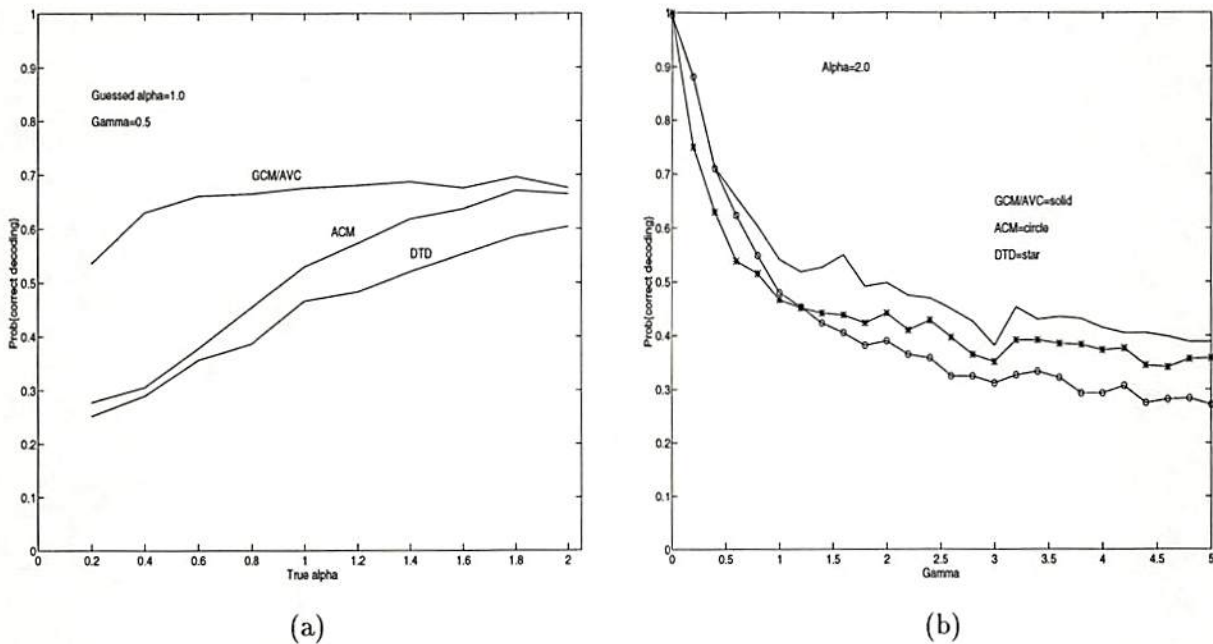 Prob{correct decoding}
1
0.9
0.8
0.7
0.6
0.5
0.4
0.3
0.2
0.1
0
Guessed alpha=1.0
Gamma=0.5
GCM/AVC
ACM
DTD
0 0.2 0.4 0.6 0.8 1 1.2 1.4 1.6 1.8 2
True alpha
(a)
Prob{correct decoding}
1
0.9
0.8
0.7
0.6
0.5
0.4
0.3
0.2
0.1
0
Alpha=2.0
GCM/AVC=solid
ACM=circle
DTD=star
0 0.5 1 1.5 2 2.5 3 3.5 4 4.5 5
Gamma
(b)